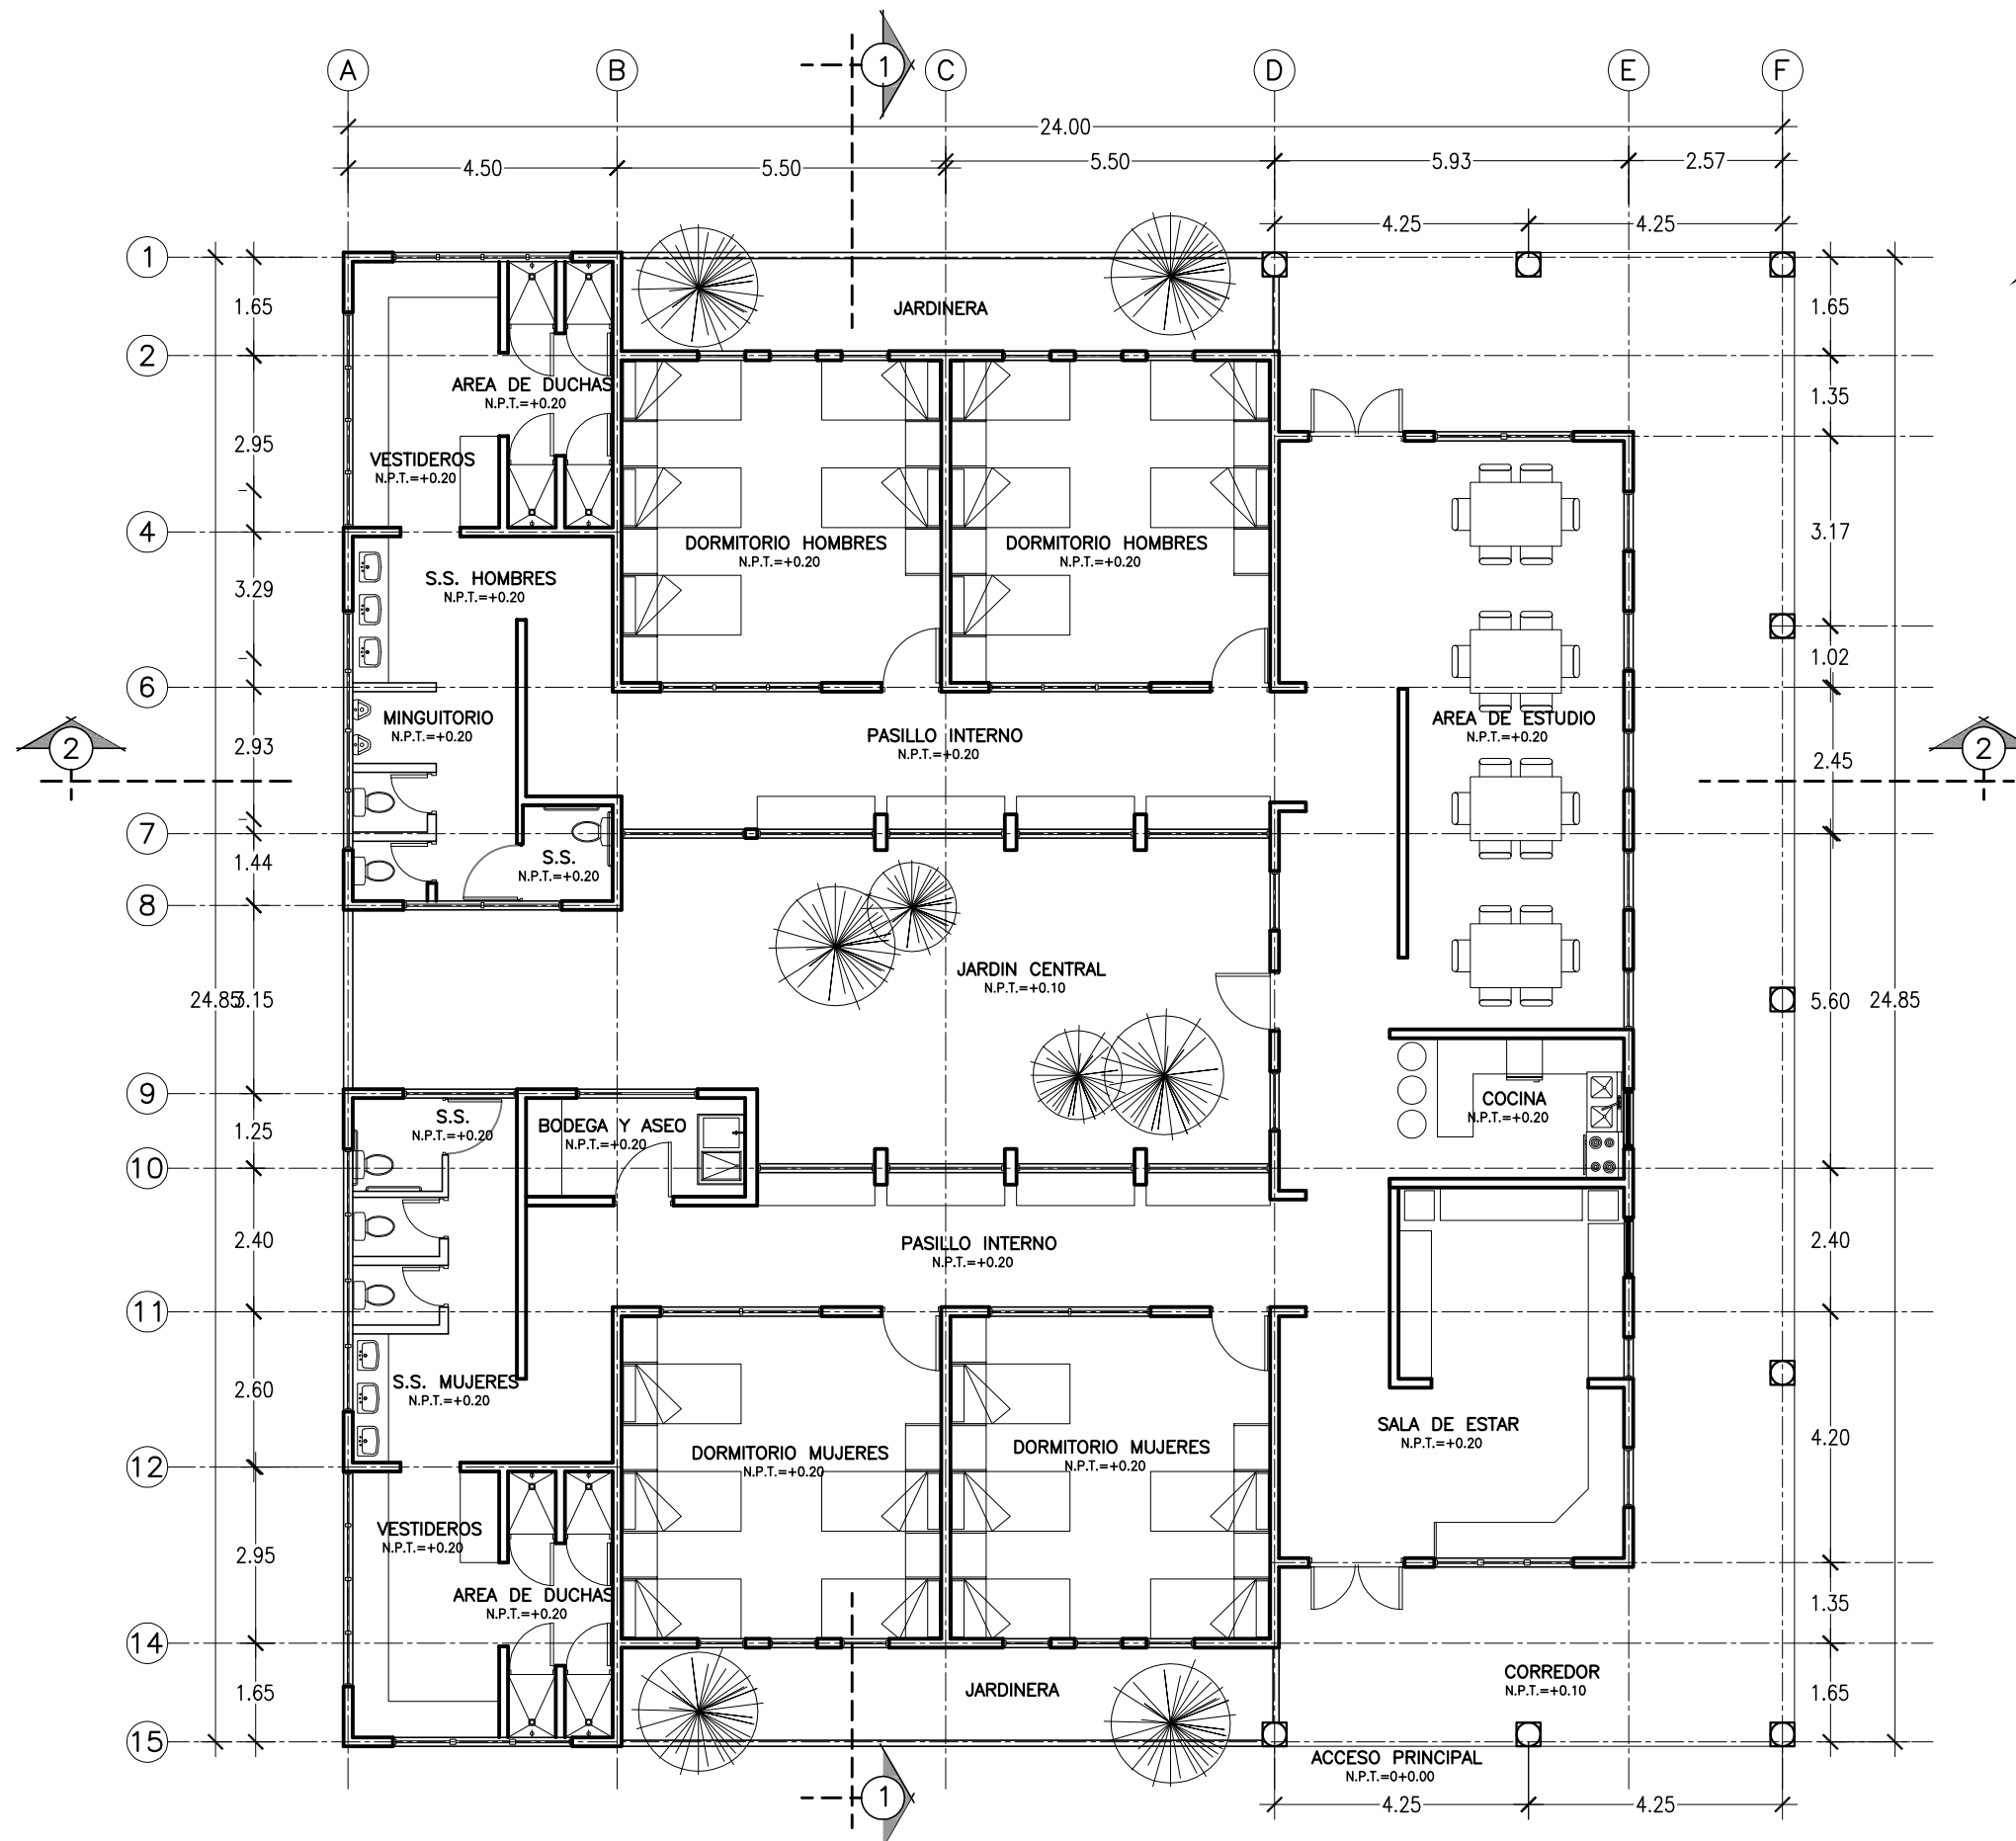 A B 1 C D E F
24.00
4.50 5.50 5.50 5.93 2.57
4.25 4.25
1
1.65 JARDINERA 1.65
2
AREA DE DUCHAS
N.P.T.=+0.20
1.35
2.95
VESTIDEROS
N.P.T.=+0.20
4
DORMITORIO HOMBRES DORMITORIO HOMBRES 3.17
N.P.T.=+0.20 N.P.T.=+0.20
S.S. HOMBRES
N.P.T.=+0.20
3.29
1.02
6
MINGUITORIO AREA DE ESTUDIO
N.P.T.=+0.20 N.P.T.=+0.20
PASILLO INTERNO
N.P.T.=+0.20
2 2.93 2.45 2
7
1.44
S.S.
N.P.T.=+0.20
8
JARDIN CENTRAL
N.P.T.=+0.10
24.85 3.15 5.60 24.85
9
COCINA
N.P.T.=+0.20
S.S. BODEGA Y ASEO
N.P.T.=+0.20 N.P.T.=+0.20
1.25
10
2.40 PASILLO INTERNO 2.40
N.P.T.=+0.20
11
2.60 S.S. MUJERES
N.P.T.=+0.20
SALA DE ESTAR
N.P.T.=+0.20
4.20
DORMITORIO MUJERES DORMITORIO MUJERES
N.P.T.=+0.20 N.P.T.=+0.20
12
VESTIDEROS
N.P.T.=+0.20
2.95
AREA DE DUCHAS
N.P.T.=+0.20
1.35
14
CORREDOR
N.P.T.=+0.10
1.65 JARDINERA 1.65
15
ACCESO PRINCIPAL
N.P.T.=0+0.00
1
4.25 4.25